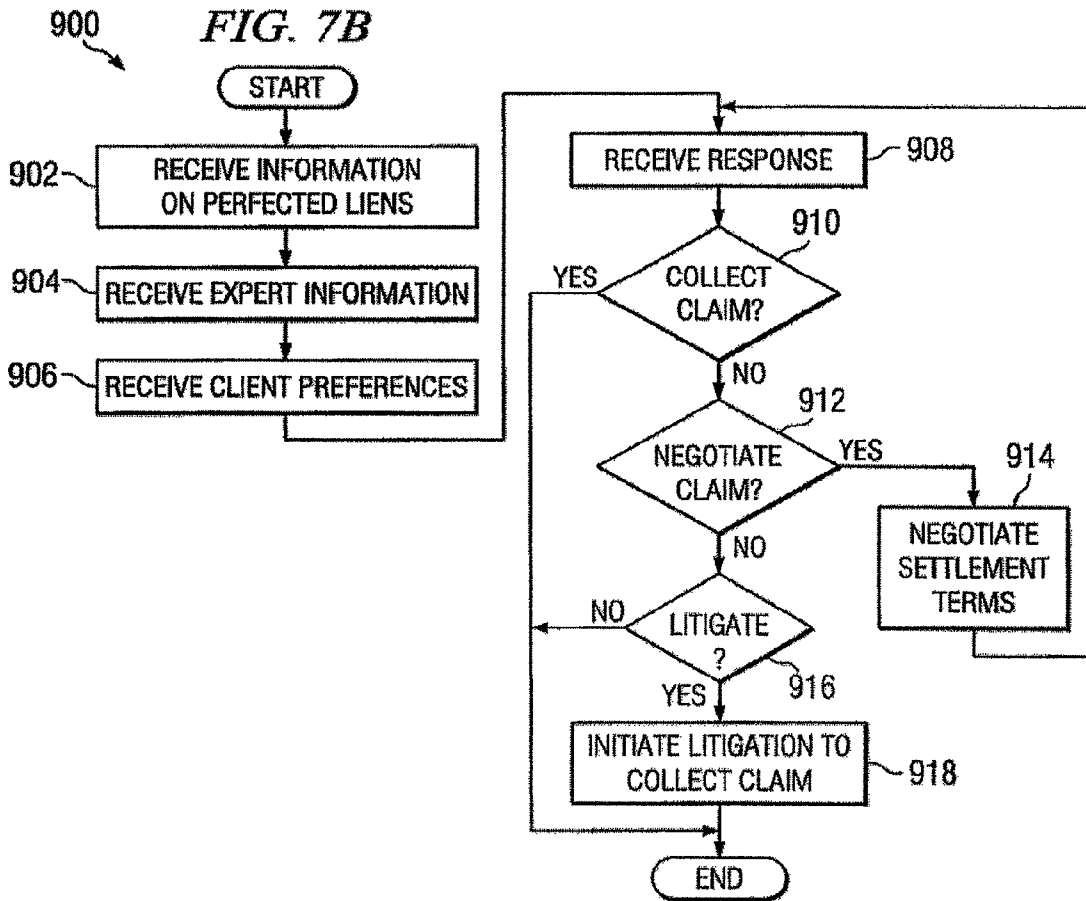 900
FIG. 7B
START
902
RECEIVE INFORMATION
ON PERFECTED LIENS
904
RECEIVE EXPERT INFORMATION
906
RECEIVE CLIENT PREFERENCES
RECEIVE RESPONSE
908
910
YES
COLLECT
CLAIM?
NO
912
NEGOTIATE
CLAIM?
YES
914
NEGOTIATE
SETTLEMENT
TERMS
NO
NO
LITIGATE
?
916
YES
INITIATE LITIGATION TO
COLLECT CLAIM
918
END